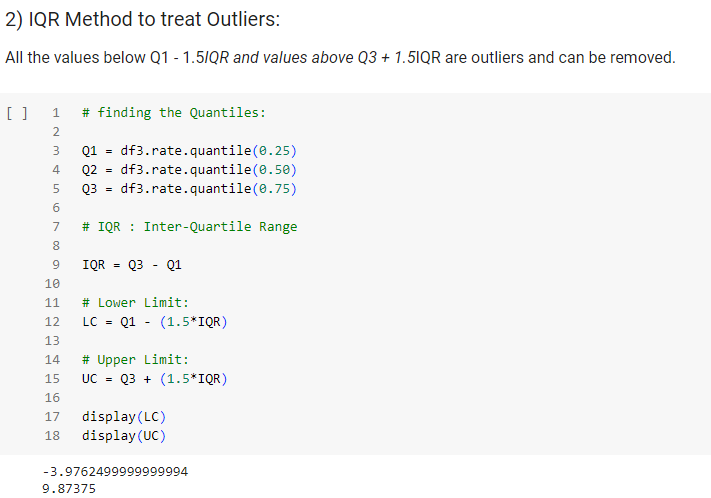 2) IQR Method to treat Outliers:
All the values below Q1 - 1.5IQR and values above Q3 + 1.5IQR are outliers and can be removed.
[ ] 1 # finding the Quantiles:
2
3 Q1 = df3.rate.quantile(0.25)
4 Q2 = df3.rate.quantile(0.50)
5 Q3 = df3.rate.quantile(0.75)
6
7 # IQR : Inter-Quartile Range
8
9 IQR = Q3 - Q1
10
11 # Lower Limit:
12 LC = Q1 - (1.5*IQR)
13
14 # Upper Limit:
15 UC = Q3 + (1.5*IQR)
16
17 display(LC)
18 display(UC)
-3.9762499999999994
9.87375